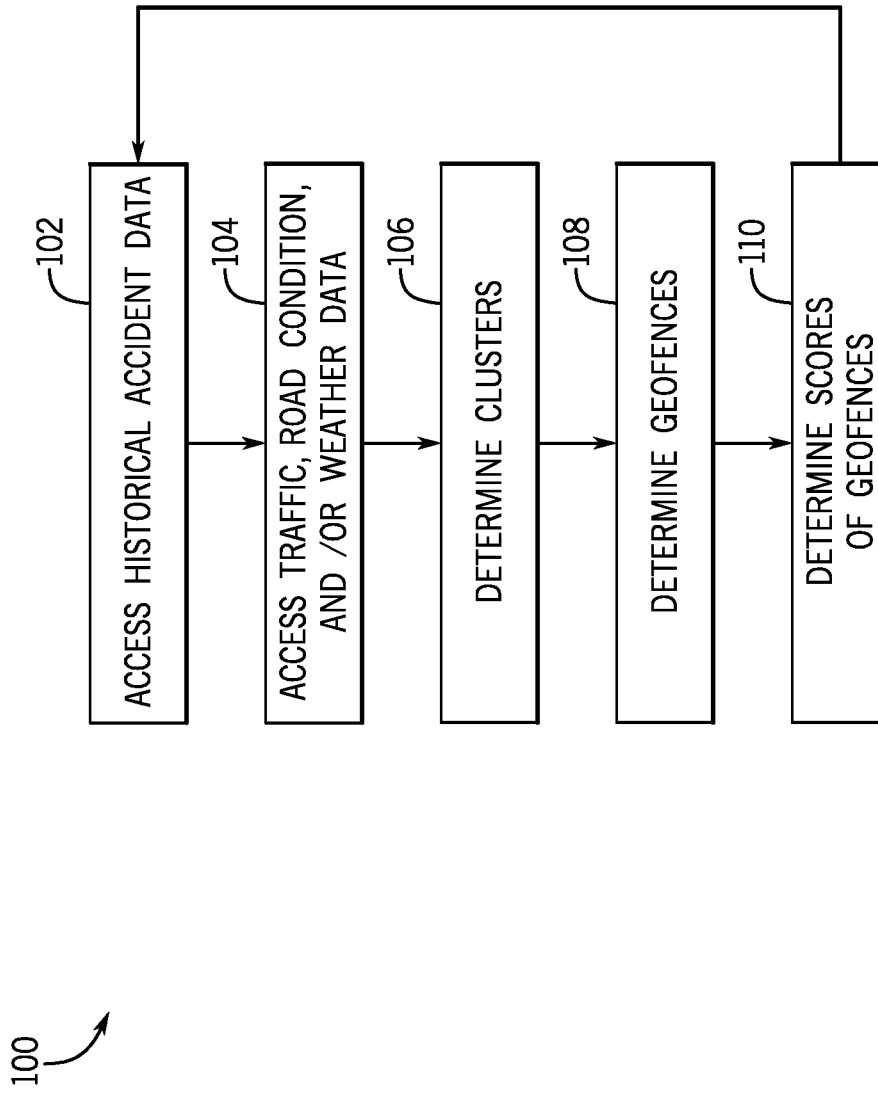 100
102
ACCESS HISTORICAL ACCIDENT DATA
104
ACCESS TRAFFIC, ROAD CONDITION,
AND /OR WEATHER DATA
106
DETERMINE CLUSTERS
108
DETERMINE GEOFENCES
110
DETERMINE SCORES
OF GEOFENCES